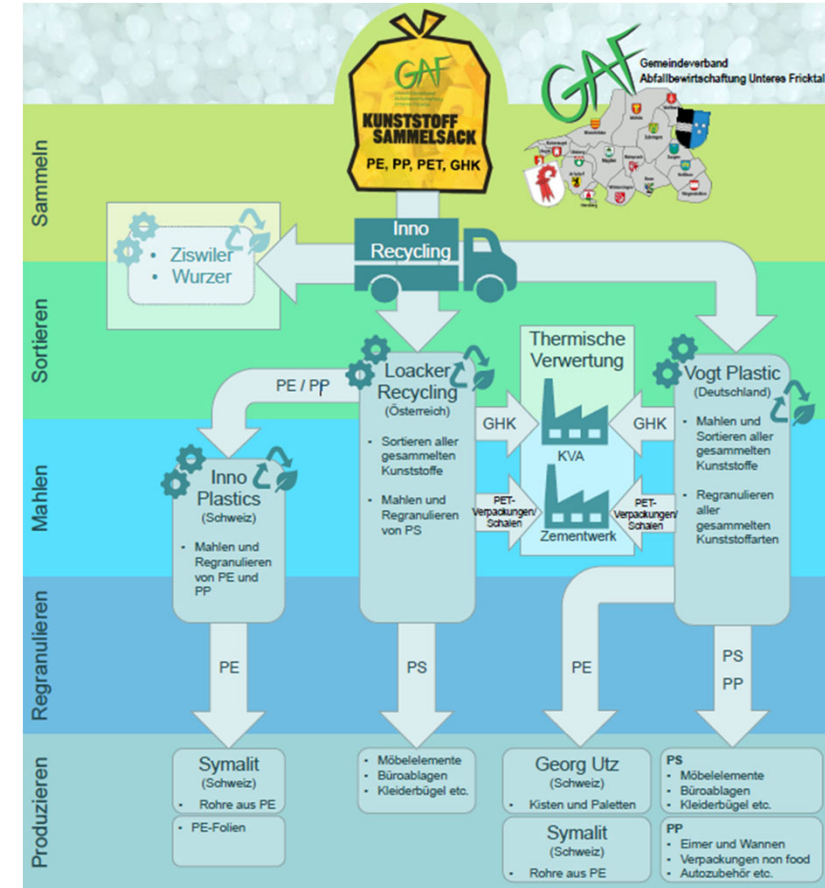 GAF
Gemeindeverband
Abfallbewirtschaftung Unteres Fricktal
GAF
KUNSTSTOFF
SAMMELSACK
PE, PP, PET, GHK
Sammeln
Inno
Recycling
• Ziswiler
• Wurzer
Sortieren
Thermische
Verwertung
Loacker
Recycling
(Österreich)
• Sortieren aller
gesammelten
Kunststoffe
• Mahlen und
Regranulieren
von PS
Vogt Plastic
(Deutschland)
• Mahlen und
Sortieren aller
gesammelten
Kunststoffe
• Regranulieren
aller
gesammelten
Kunststoffarten
PE / PP
GHK
KVA
GHK
Mahlen
Inno
Plastics
(Schweiz)
• Mahlen und
Regranulieren
von PE und
PP
PET-
Verpackungen/
Schalen
Zementwerk
PET-
Verpackungen/
Schalen
Regranulieren
PE
PS
PE
PS
PP
Produzieren
Symalit
(Schweiz)
• Rohre aus PE
• PE-Folien
• Möbelelemente
• Büroablagen
• Kleiderbügel etc.
Georg Utz
(Schweiz)
• Kisten und Paletten
Symalit
(Schweiz)
• Rohre aus PE
PS
• Möbelelemente
• Büroablagen
• Kleiderbügel etc.
PP
• Eimer und Wannen
• Verpackungen non food
• Autozubehör etc.